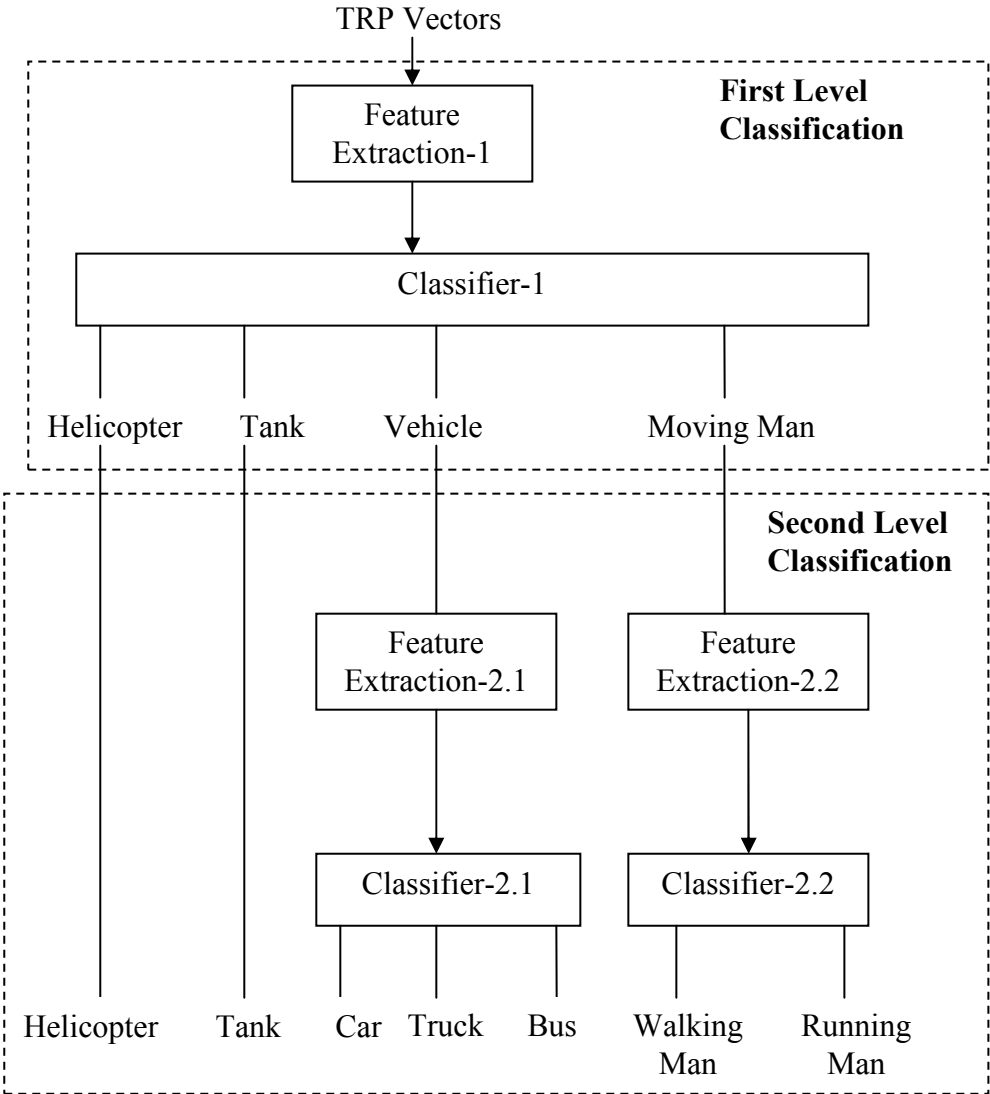 TRP Vectors
First Level
Classification
Feature
Extraction-1
Classifier-1
Helicopter
Tank
Vehicle
Moving Man
Second Level
Classification
Feature
Extraction-2.1
Feature
Extraction-2.2
Classifier-2.1
Classifier-2.2
Helicopter
Tank
Car
Truck
Bus
Walking
Man
Running
Man